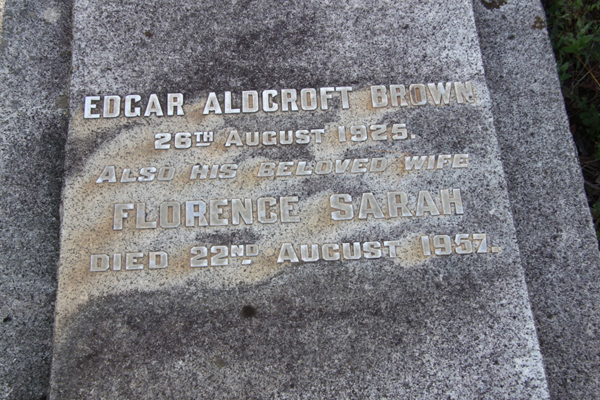 EDGAR ALDCROFT BROWN
26TH AUGUST 1925.
ALSO HIS BELOVED WIFE
FLORENCE SARAH
DIED 22ND AUGUST 1957.